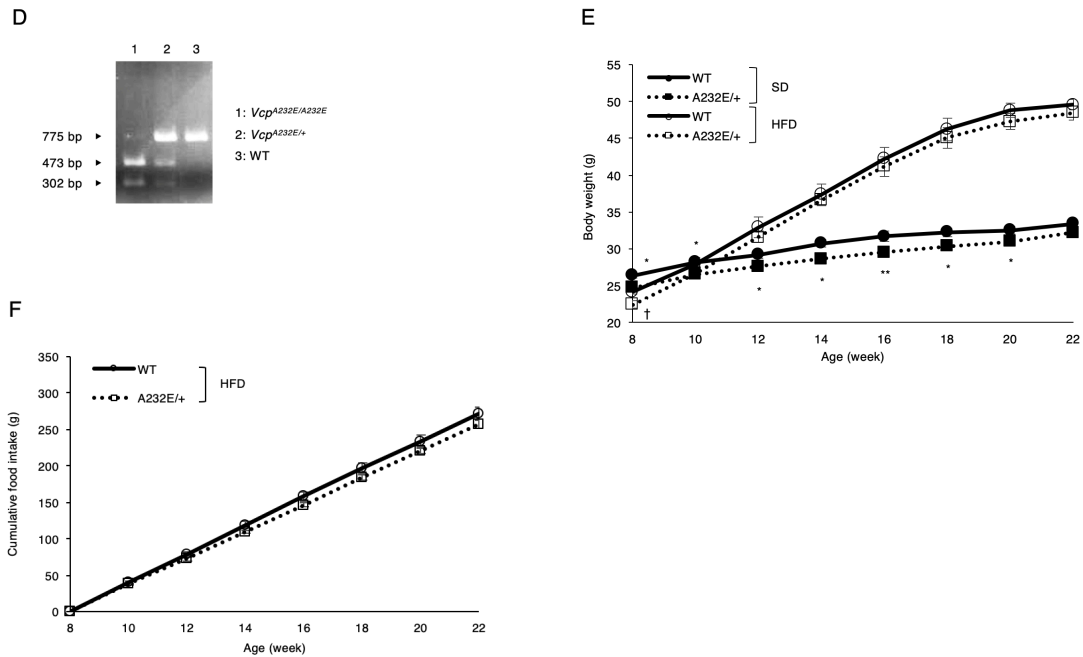 D
1 2 3
775 bp
473 bp
302 bp
1: Vcp^A232E/A232E
2: Vcp^A232E/+
3: WT
E
55
50
45
40
35
30
25
20
Body weight (g)
WT
A232E/+
SD
WT
A232E/+
HFD
*
*
*
*
**
*
*
†
8 10 12 14 16 18 20 22
Age (week)
F
350
300
250
200
150
100
50
0
Cumulative food intake (g)
WT
A232E/+
HFD
8 10 12 14 16 18 20 22
Age (week)